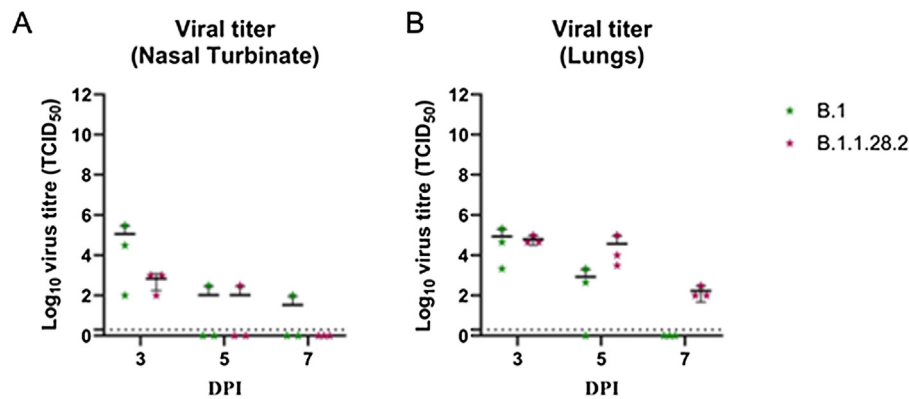 A
Viral titer
(Nasal Turbinate)
Log10 virus titre (TCID50)
12
10
8
6
4
2
0
3
5
7
DPI
B
Viral titer
(Lungs)
Log10 virus titre (TCID50)
12
10
8
6
4
2
0
3
5
7
DPI
B.1
B.1.1.28.2